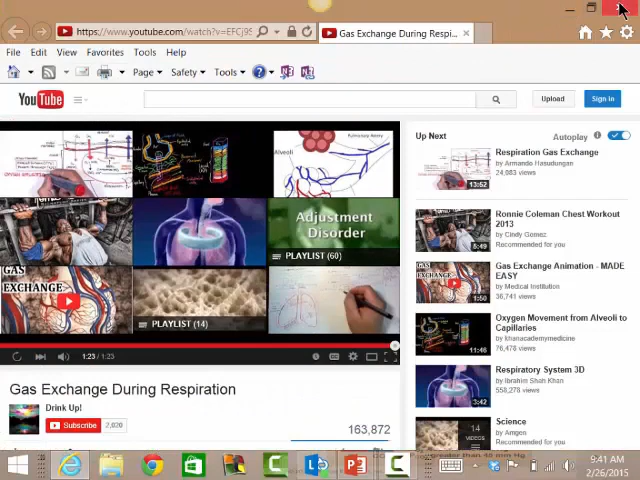 https://www.youtube.com/watch?v=EFCj9S
Gas Exchange During Respi...
File Edit View Favorites Tools Help
Page Safety Tools
YouTube
Upload Sign in
Up Next Autoplay
Pulmonary Artery
Alveoli
Adjustment
Disorder
PLAYLIST (60)
GAS
EXCHANGE
PLAYLIST (14)
1:23 / 1:23
Respiration Gas Exchange
by Armando Hasudungan
24,883 views
13:52
Ronnie Coleman Chest Workout
2013
by Cindy Gomez
Recommended for you
5:49
Gas Exchange Animation - MADE
EASY
by Medical Institution
36,741 views
GAS
EXCHANGE
1:50
Oxygen Movement from Alveoli to
Capillaries
by khanacademymedicine
76,478 views
11:46
Respiratory System 3D
by Ibrahim Shah Khan
558,278 views
3:42
Science
by Amgen
Recommended for you
14
VIDEOS
Gas Exchange During Respiration
Drink Up!
Subscribe 2,020
163,872
9:41 AM
2/26/2015